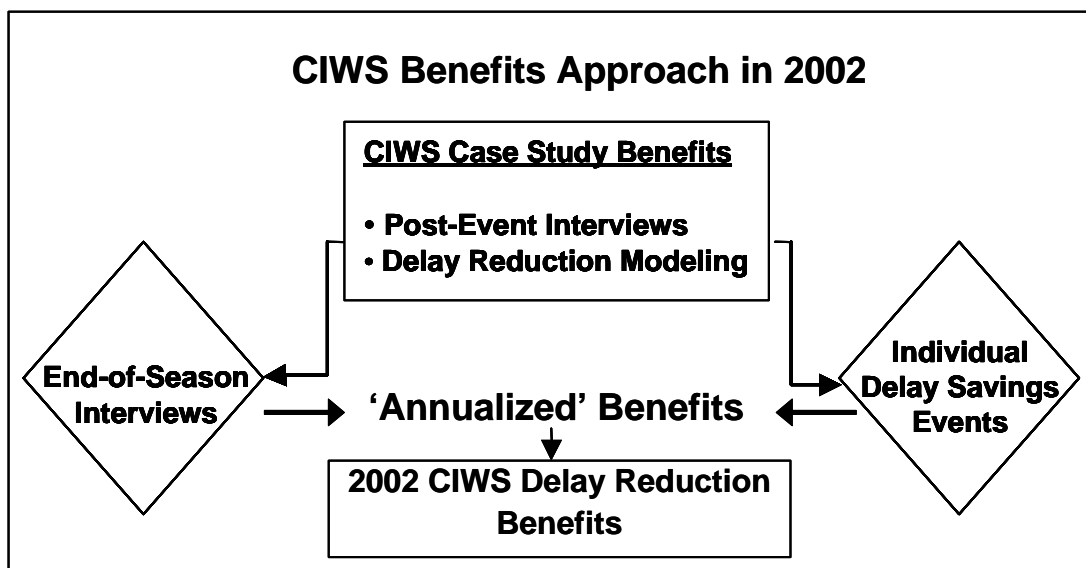 CIWS Benefits Approach in 2002
CIWS Case Study Benefits
• Post-Event Interviews
• Delay Reduction Modeling
End-of-Season
Interviews
Individual
Delay Savings
Events
‘Annualized’ Benefits
2002 CIWS Delay Reduction
Benefits